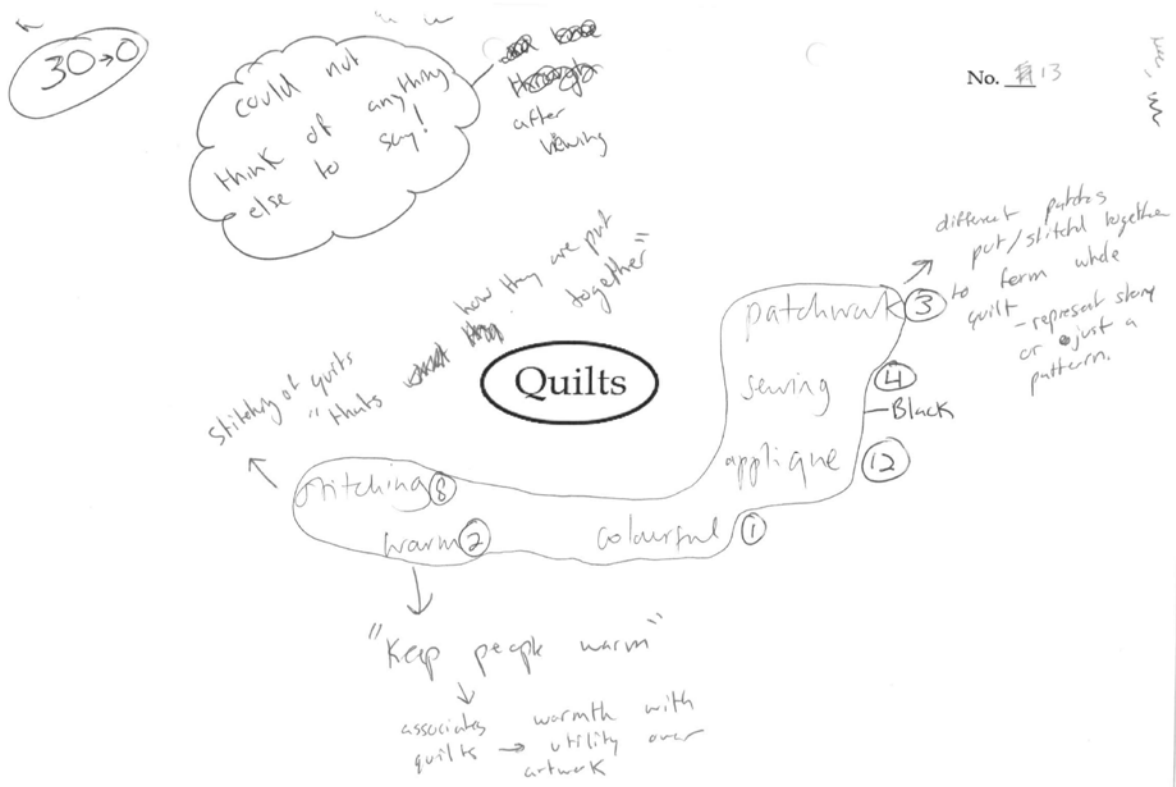 30→0
could not
think of anything
else to say!
after
viewing
No. 13
different patches
put/stitched together
to form whole
quilt
- represent story
or just a
pattern.
how they are put
together"
stitching of quilts
"thats
Quilts
patchwork ③
sewing ④
Black
applique ⑫
stitching ⑧
warm ②
colourful ①
"Keep people warm"
associates warmth with
quilts → utility over
artwork